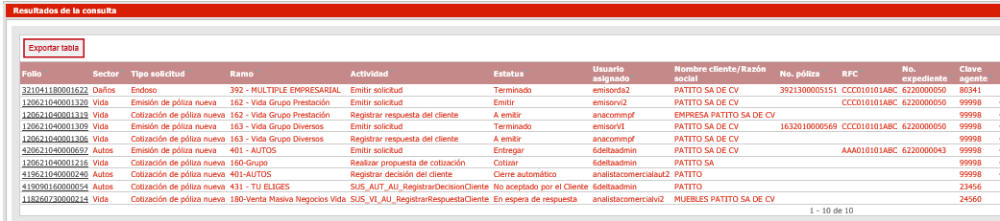 Resultados de la consulta
Exportar tabla
Folio Sector Tipo solicitud Ramo Actividad Estatus Usuario asignado Nombre cliente/Razón social No. póliza RFC No. expediente Clave agente
321041180001622 Daños Endoso 392 - MULTIPLE EMPRESARIAL Emitir solicitud Terminado emisorda2 PATITO SA DE CV 3921300005151 CCC010101ABC 6220000050 80341
120621040001320 Vida Emisión de póliza nueva 162 - Vida Grupo Prestación Emitir solicitud Emitir emisorvi2 PATITO SA DE CV CCC010101ABC 6220000050 99998
120621040001319 Vida Cotización de póliza nueva 162 - Vida Grupo Prestación Registrar respuesta del cliente A emitir anacommpf EMPRESA PATITO SA DE CV 99998
120621040001309 Vida Emisión de póliza nueva 163 - Vida Grupo Diversos Emitir solicitud Terminado emisorVI PATITO SA DE CV 1632010000569 CCC010101ABC 6220000050 99998
120621040001306 Vida Cotización de póliza nueva 163 - Vida Grupo Diversos Registrar respuesta del cliente A emitir anacommpf PATITO SA DE CV 99998
420621040000697 Autos Emisión de póliza nueva 401 - AUTOS Emitir solicitud Entregar 6deltaadmin PATITO SA DE CV AAA010101ABC 6220000043 99998
120621040001216 Vida Cotización de póliza nueva 160-Grupo Realizar propuesta de cotización Cotizar 6deltaadmin PATITO SA 99998
419621040000240 Autos Cotización de póliza nueva 401-AUTOS Registrar decisión del cliente Cierre automático analistacomercialaut2 PATITO 99998
419090160000054 Autos Cotización de póliza nueva 431 - TU ELIGES SUS_AUT_AU_RegistrarDecisionCliente No aceptado por el Cliente 6deltaadmin PATITO 23456
118260730000214 Vida Cotización de póliza nueva 180-Venta Masiva Negocios Vida SUS_VI_AU_RegistrarRespuestaCliente En espera de respuesta analistacomercialvi2 MUEBLES PATITO SA DE CV 24560
1 - 10 de 10